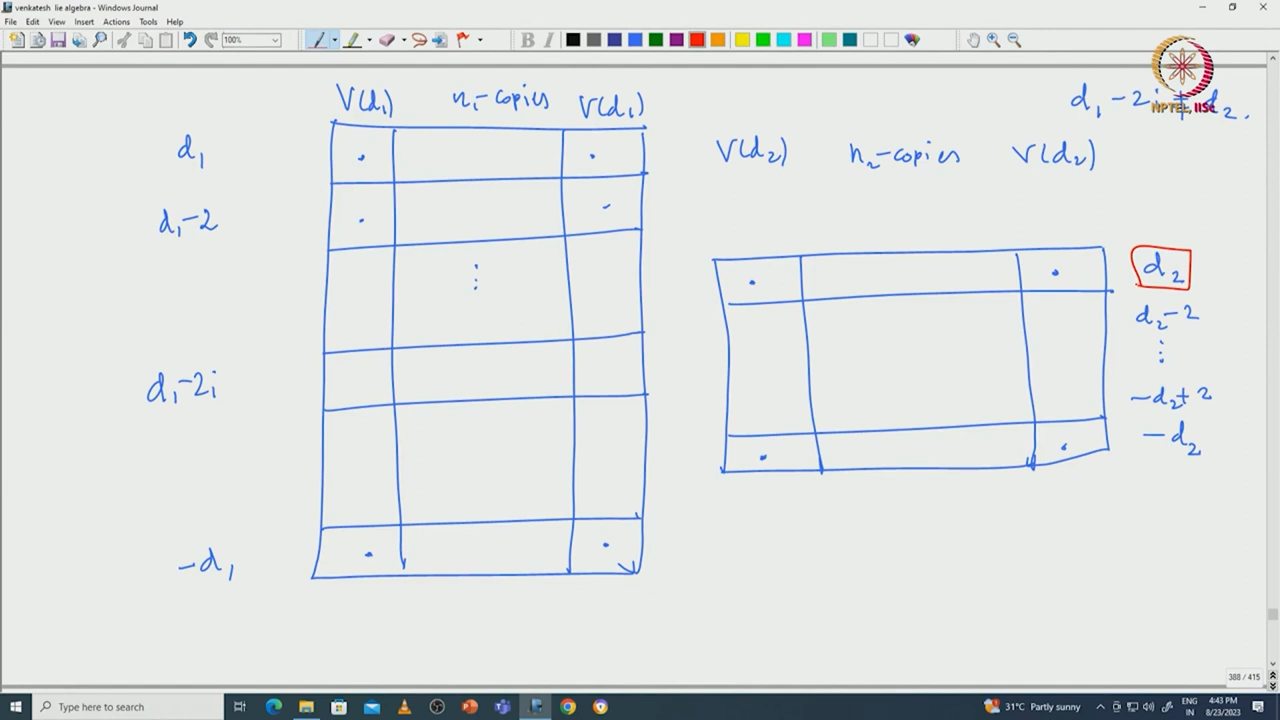 venkatesh lie algebra - Windows Journal
File Edit View Insert Actions Tools Help
100%
B I
V(d₁) n₁-copies V(d₁)
d₁ - 2i + d₂.
NPTEL, IISc
d₁
V(d₂) n₂-copies V(d₂)
d₁-2
⋮
d₂
d₂-2
⋮
d₁-2i
-d₂+2
-d₂
-d₁
388 / 415
Type here to search
31°C Partly sunny
ENG
IN
4:43 PM
8/23/2023